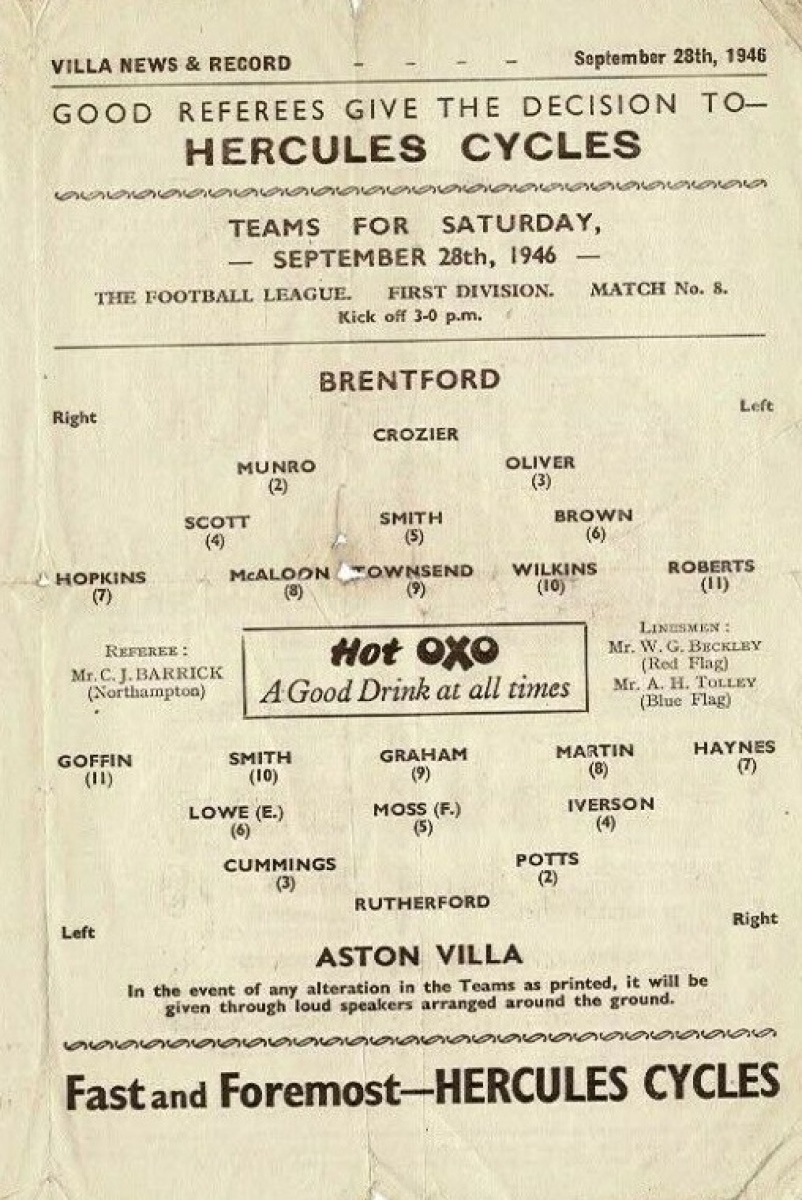 VILLA NEWS & RECORD - - - - September 28th, 1946
GOOD REFEREES GIVE THE DECISION TO—
HERCULES CYCLES
TEAMS FOR SATURDAY,
— SEPTEMBER 28th, 1946 —
THE FOOTBALL LEAGUE. FIRST DIVISION. MATCH No. 8.
Kick off 3-0 p.m.
BRENTFORD
Right Left
CROZIER
MUNRO OLIVER
(2) (3)
SCOTT SMITH BROWN
(4) (5) (6)
HOPKINS McALOON TOWNSEND WILKINS ROBERTS
(7) (8) (9) (10) (11)
REFEREE :
Mr. C. J. BARRICK
(Northampton)
Hot OXO
A Good Drink at all times
LINESMEN :
Mr. W. G. BECKLEY
(Red Flag)
Mr. A. H. TOLLEY
(Blue Flag)
GOFFIN SMITH GRAHAM MARTIN HAYNES
(11) (10) (9) (8) (7)
LOWE (E.) MOSS (F.) IVERSON
(6) (5) (4)
CUMMINGS POTTS
(3) (2)
RUTHERFORD
Left Right
ASTON VILLA
In the event of any alteration in the Teams as printed, it will be
given through loud speakers arranged around the ground.
Fast and Foremost—HERCULES CYCLES